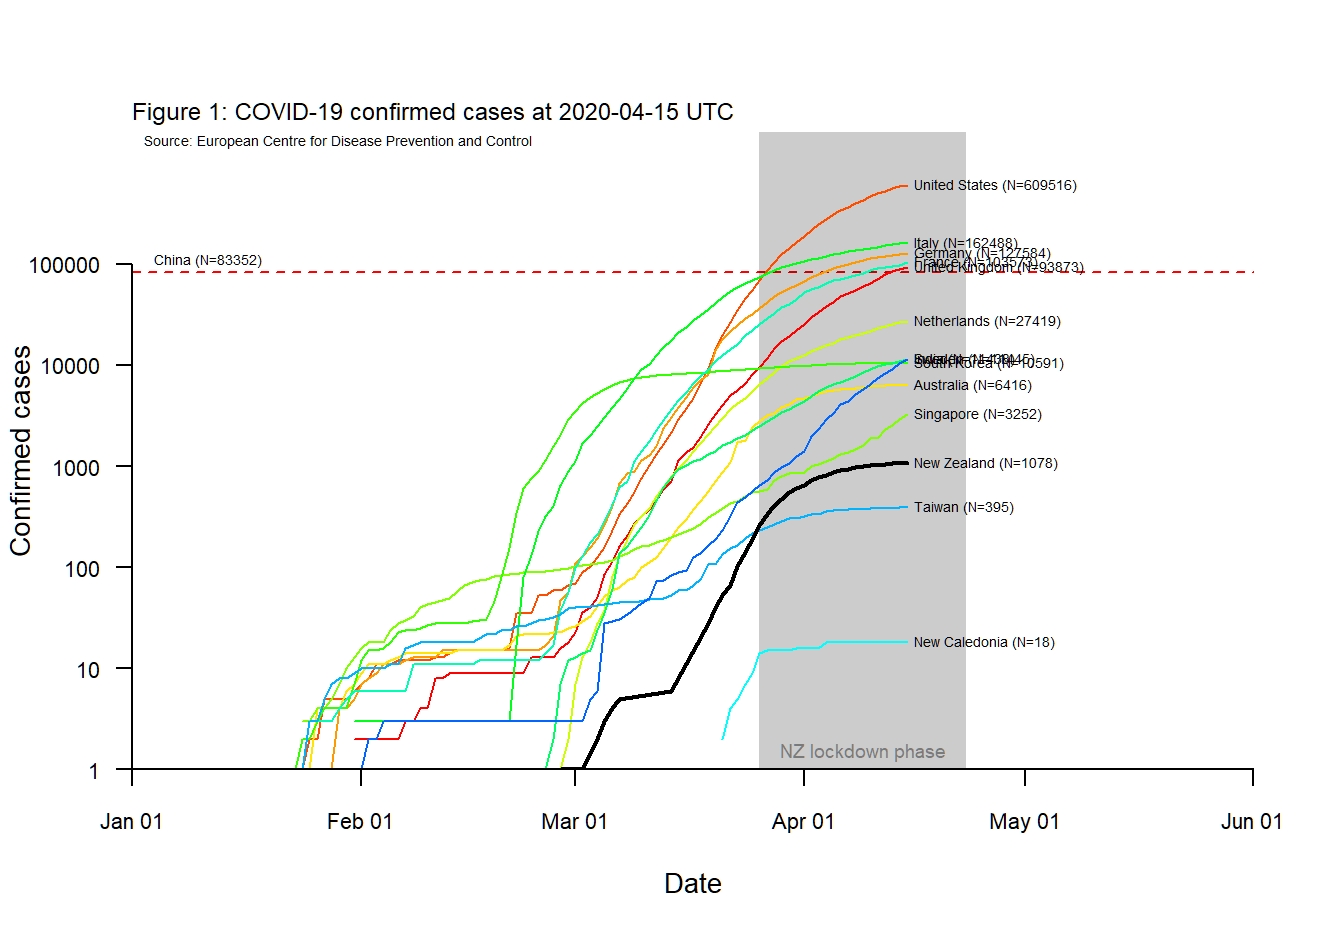 Figure 1: COVID-19 confirmed cases at 2020-04-15 UTC
Source: European Centre for Disease Prevention and Control
United States (N=609516)
Italy (N=162488)
Germany (N=127584)
China (N=83352)
United Kingdom (N=93873)
Netherlands (N=27419)
South Korea (N=10591)
Australia (N=6416)
Singapore (N=3252)
New Zealand (N=1078)
Taiwan (N=395)
New Caledonia (N=18)
NZ lockdown phase
Confirmed cases
100000
10000
1000
100
10
1
Jan 01
Feb 01
Mar 01
Apr 01
May 01
Jun 01
Date